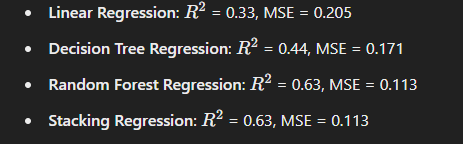 • Linear Regression: R² = 0.33, MSE = 0.205
• Decision Tree Regression: R² = 0.44, MSE = 0.171
• Random Forest Regression: R² = 0.63, MSE = 0.113
• Stacking Regression: R² = 0.63, MSE = 0.113